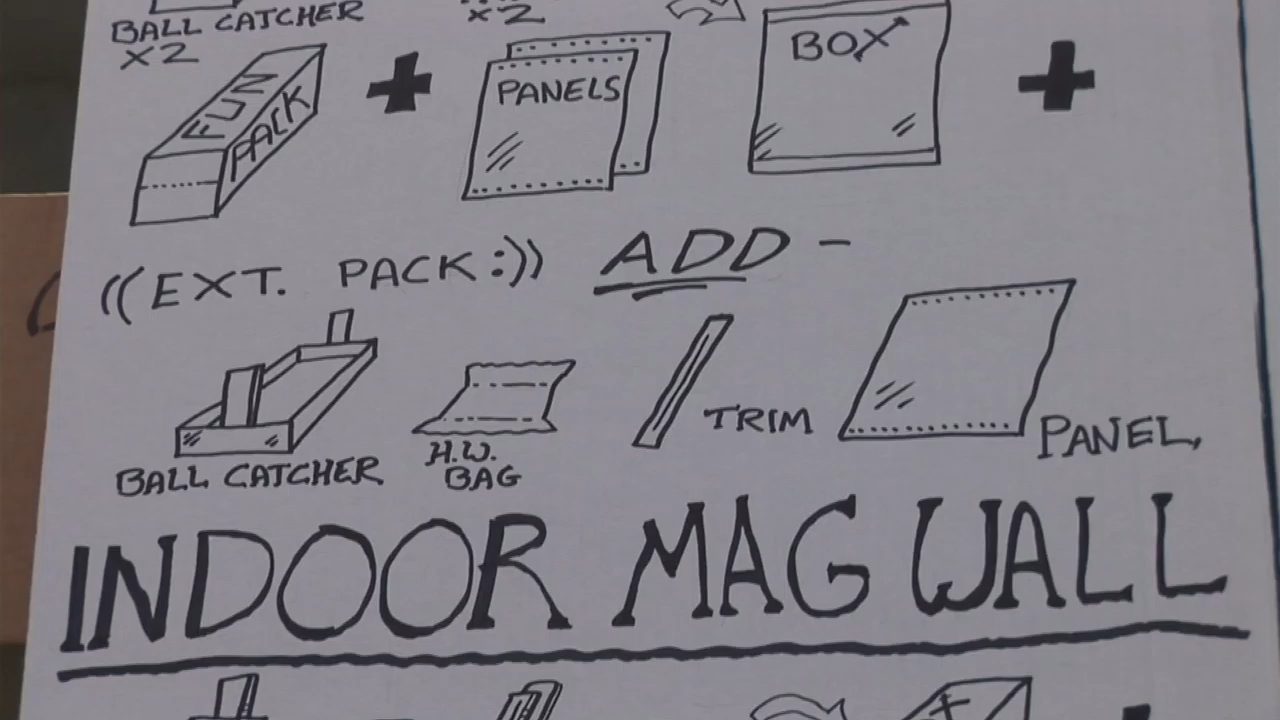 BALL CATCHER
X2
X2
FUN PACK
+
PANELS
BOX
+
((EXT. PACK:)) ADD -
BALL CATCHER
H.W.
BAG
TRIM
PANEL,
INDOOR MAG WALL